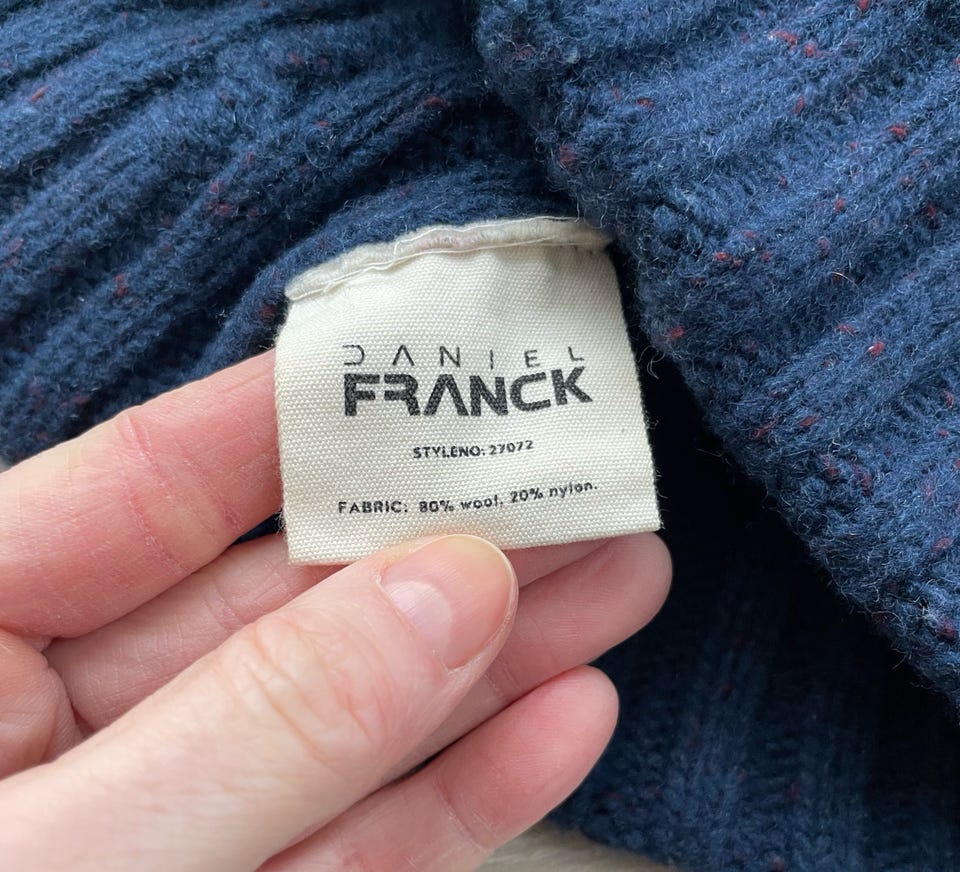 DANIEL
FRANCK
STYLENO: 27072
FABRIC: 80% wool, 20% nylon.